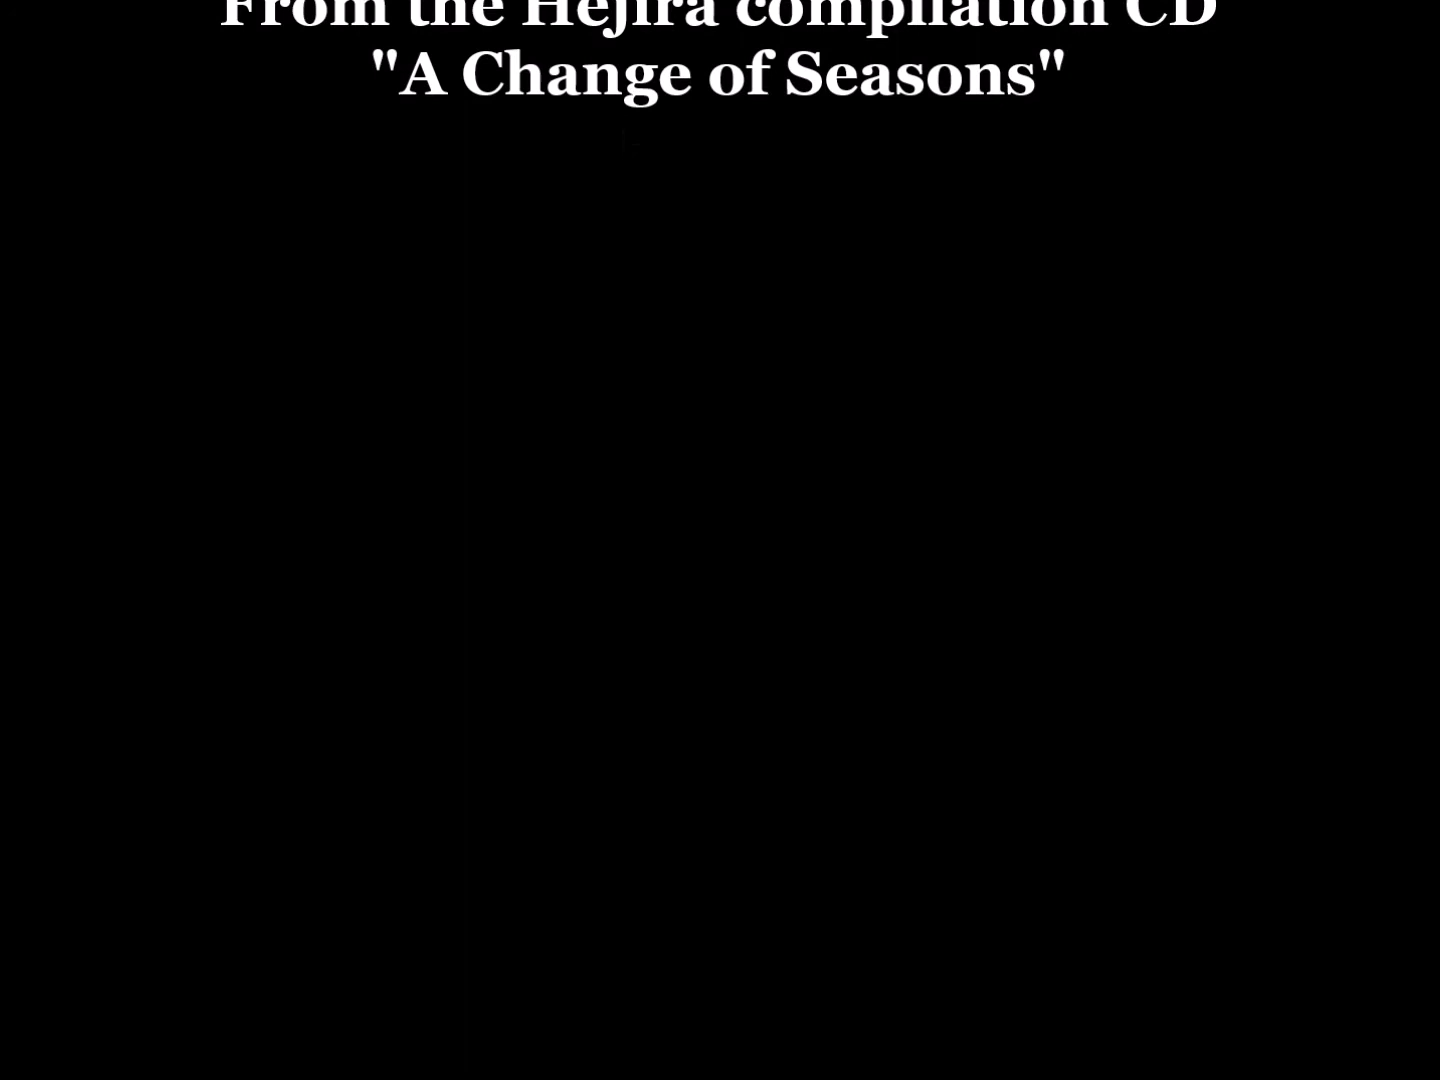 From the Hejira compilation CD
"A Change of Seasons"